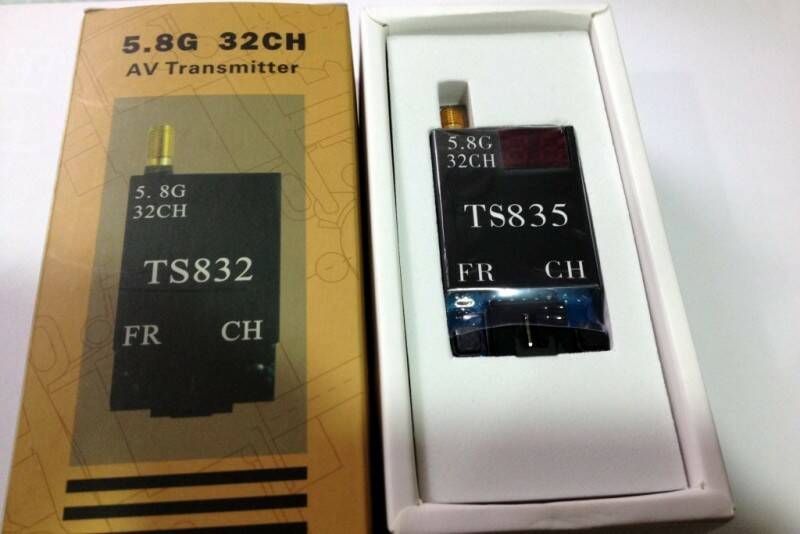 5.8G 32CH
AV Transmitter
5. 8G
32CH
TS832
FR CH
5.8G
32CH
TS835
FR CH